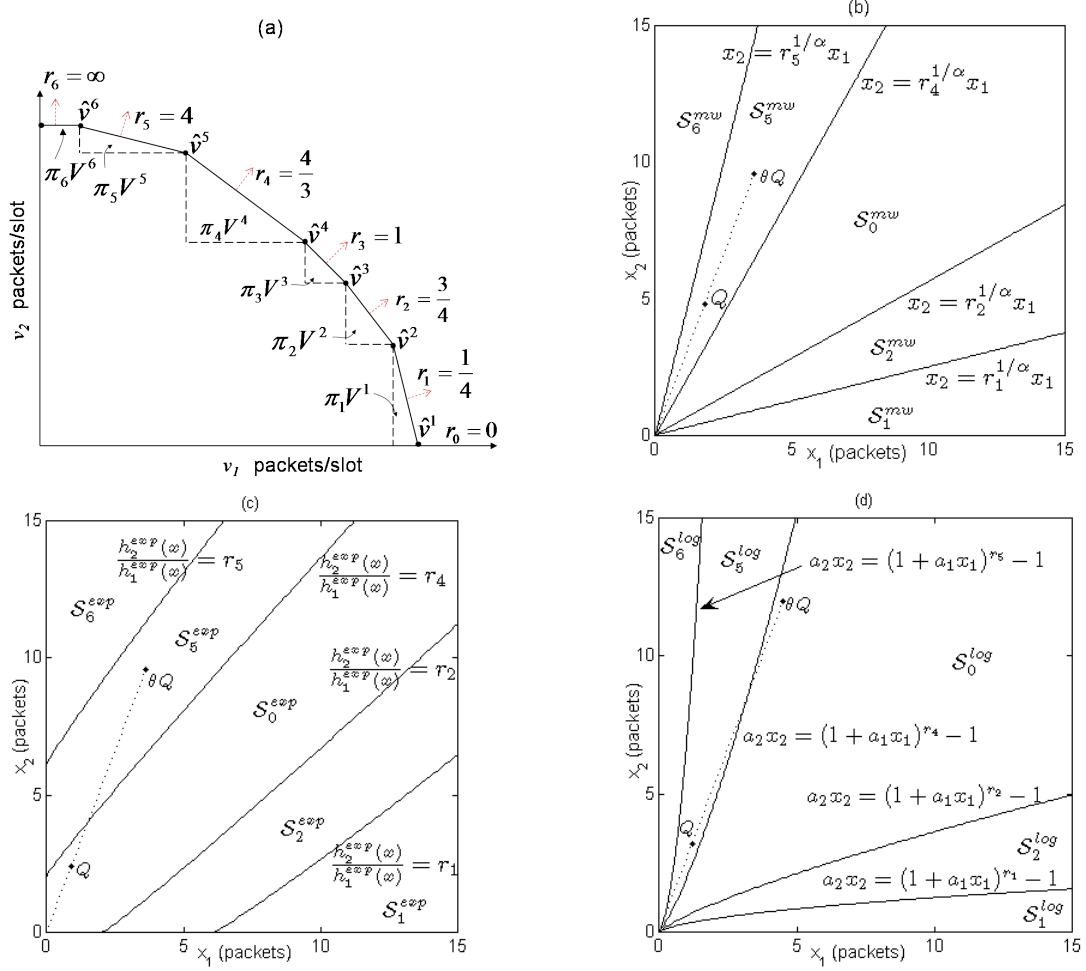 (a)
r₆ = ∞
v̂⁶
r₅ = 4
v̂⁵
π₆V⁶
π₅V⁵
r₄ = 4/3
π₄V⁴
v̂⁴
r₃ = 1
π₃V³
v̂³
r₂ = 3/4
π₂V²
v̂²
r₁ = 1/4
π₁V¹
v̂¹
r₀ = 0
v₂ packets/slot
v₁ packets/slot
(b)
15
10
5
0
x₂ = r₅^{1/α}x₁
x₂ = r₄^{1/α}x₁
S₆^{mw}
S₅^{mw}
θQ
S₀^{mw}
Q
x₂ = r₂^{1/α}x₁
S₂^{mw}
x₂ = r₁^{1/α}x₁
S₁^{mw}
x₂ (packets)
0 5 10 15
x₁ (packets)
(c)
15
10
5
0
h₂^{exp}(x)/h₁^{exp}(x) = r₅
h₂^{exp}(x)/h₁^{exp}(x) = r₄
S₆^{exp}
S₅^{exp}
θQ
h₂^{exp}(x)/h₁^{exp}(x) = r₂
S₀^{exp}
Q
S₂^{exp}
h₂^{exp}(x)/h₁^{exp}(x) = r₁
S₁^{exp}
x₂ (packets)
0 5 10 15
x₁ (packets)
(d)
15
10
5
0
S₆^{log}
S₅^{log}
a₂x₂ = (1 + a₁x₁)^{r₅} − 1
θQ
S₀^{log}
a₂x₂ = (1 + a₁x₁)^{r₄} − 1
Q
a₂x₂ = (1 + a₁x₁)^{r₂} − 1
S₂^{log}
a₂x₂ = (1 + a₁x₁)^{r₁} − 1
S₁^{log}
x₂ (packets)
0 5 10 15
x₁ (packets)